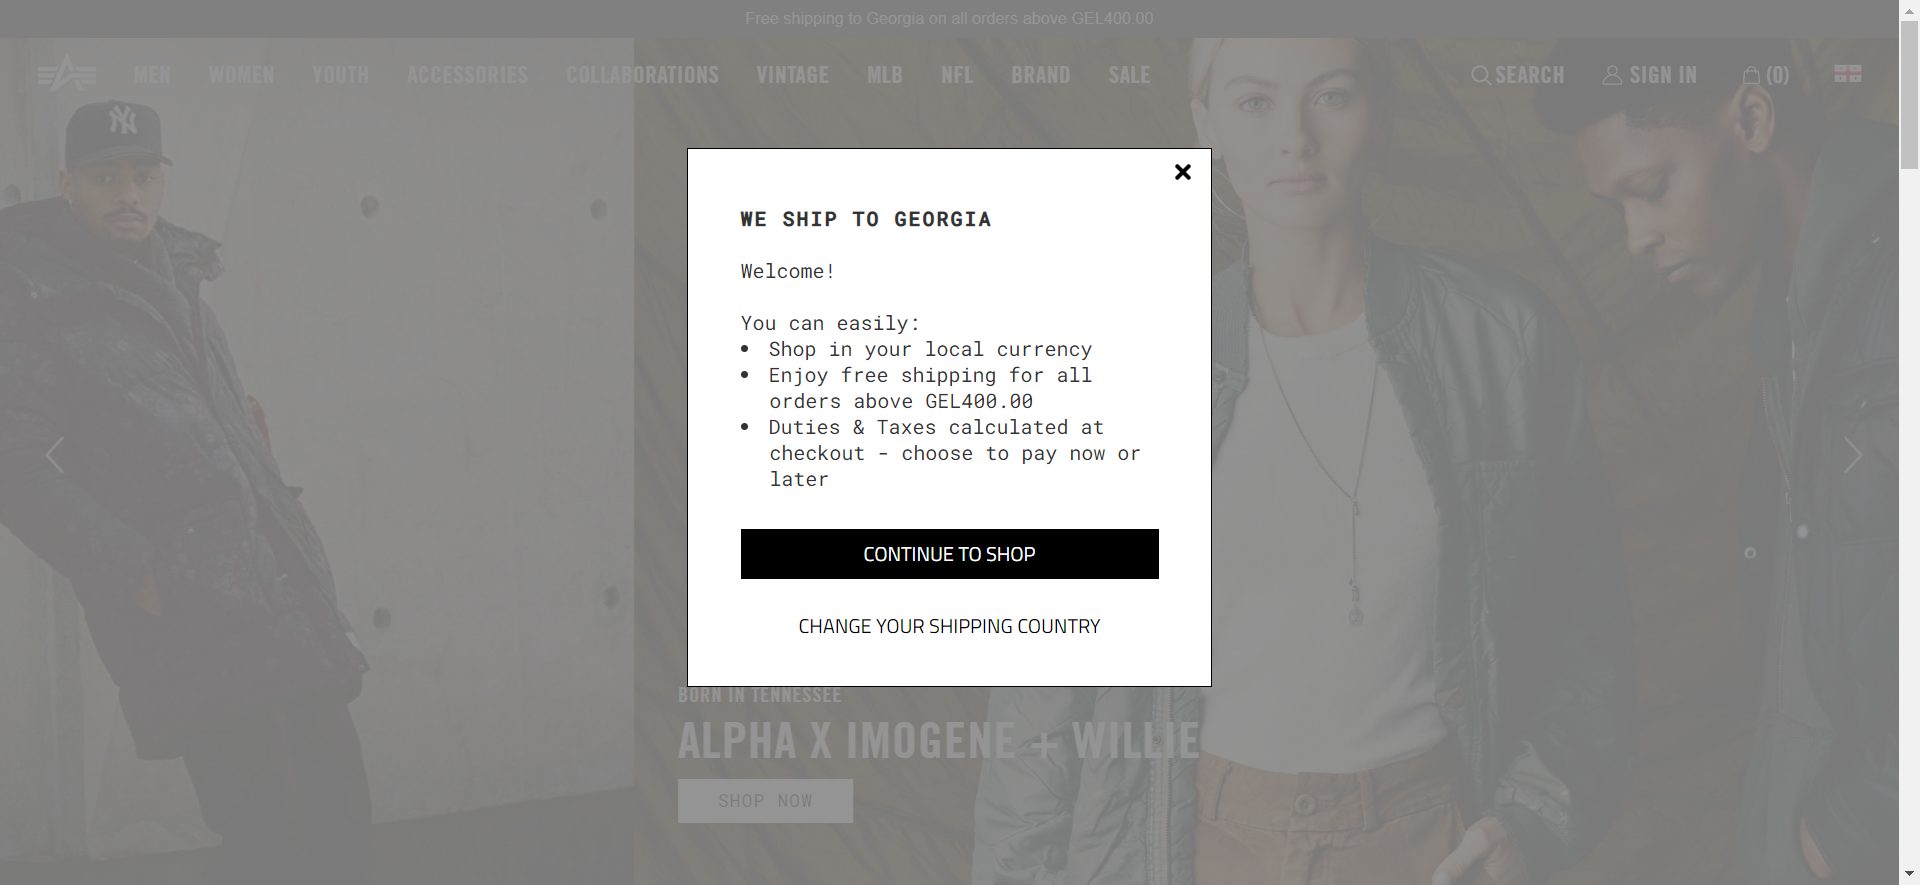 Free shipping to Georgia on all orders above GEL400.00
MEN WOMEN YOUTH ACCESSORIES COLLABORATIONS VINTAGE MLB NFL BRAND SALE SEARCH SIGN IN (0)
NY
WE SHIP TO GEORGIA
Welcome!
You can easily:
• Shop in your local currency
• Enjoy free shipping for all
orders above GEL400.00
• Duties & Taxes calculated at
checkout - choose to pay now or
later
CONTINUE TO SHOP
CHANGE YOUR SHIPPING COUNTRY
BORN IN TENNESSEE
ALPHA X IMOGENE + WILLIE
SHOP NOW